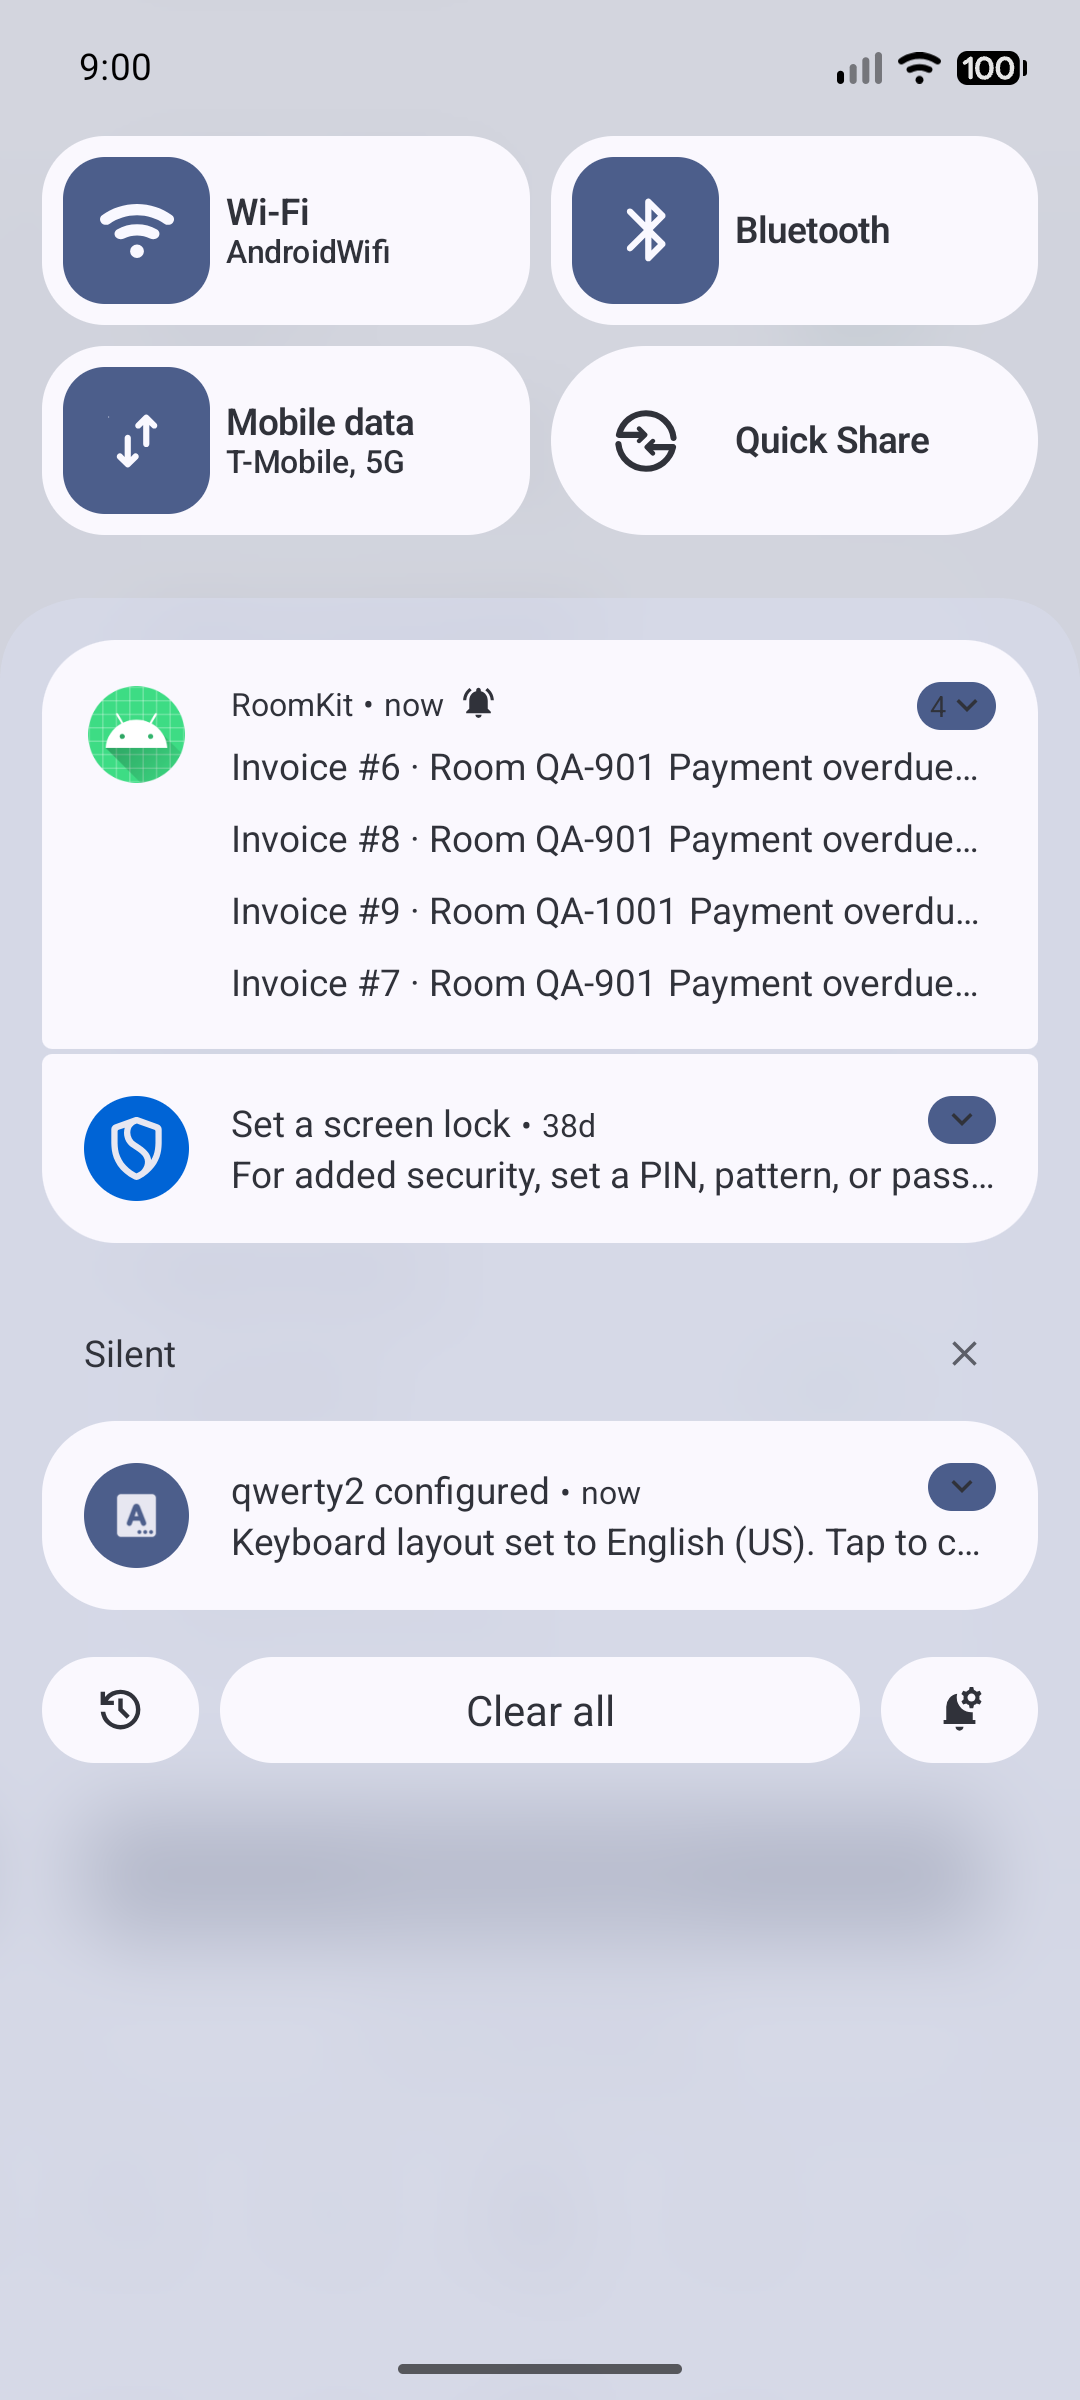 9:00
100
Wi-Fi
AndroidWifi
Bluetooth
Mobile data
T-Mobile, 5G
Quick Share
RoomKit • now
4
Invoice #6 · Room QA-901 Payment overdue…
Invoice #8 · Room QA-901 Payment overdue…
Invoice #9 · Room QA-1001 Payment overdu…
Invoice #7 · Room QA-901 Payment overdue…
Set a screen lock • 38d
For added security, set a PIN, pattern, or pass…
Silent
A
qwerty2 configured • now
Keyboard layout set to English (US). Tap to c…
Clear all